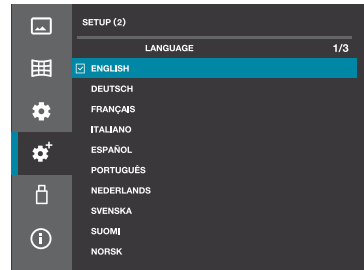 SETUP (2)
LANGUAGE 1/3
ENGLISH
DEUTSCH
FRANÇAIS
ITALIANO
ESPAÑOL
PORTUGUÊS
NEDERLANDS
SVENSKA
SUOMI
NORSK